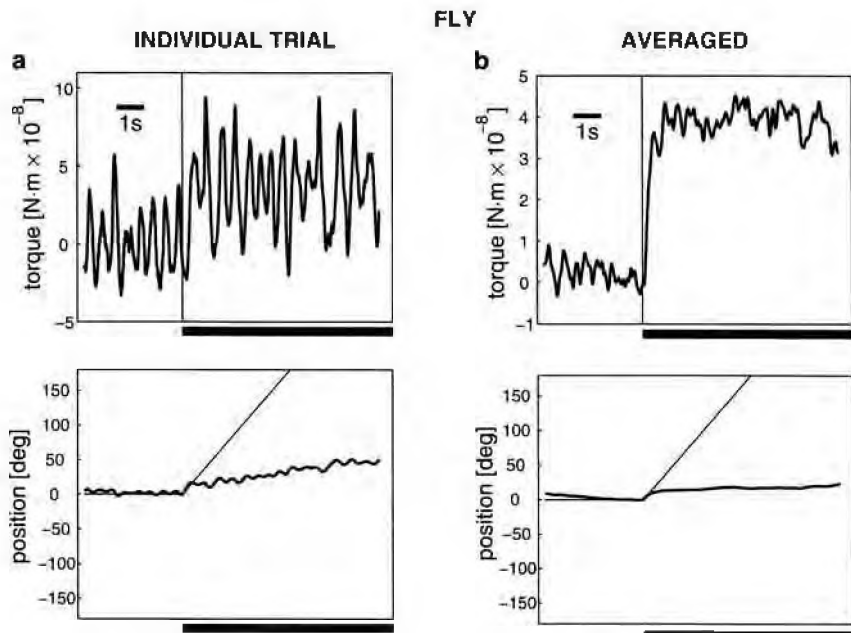 FLY
INDIVIDUAL TRIAL
AVERAGED
a
torque [N·m × 10⁻⁸]
10
5
0
−5
1s
b
torque [N·m × 10⁻⁸]
5
4
3
2
1
0
−1
1s
position [deg]
150
100
50
0
−50
−100
−150
position [deg]
150
100
50
0
−50
−100
−150